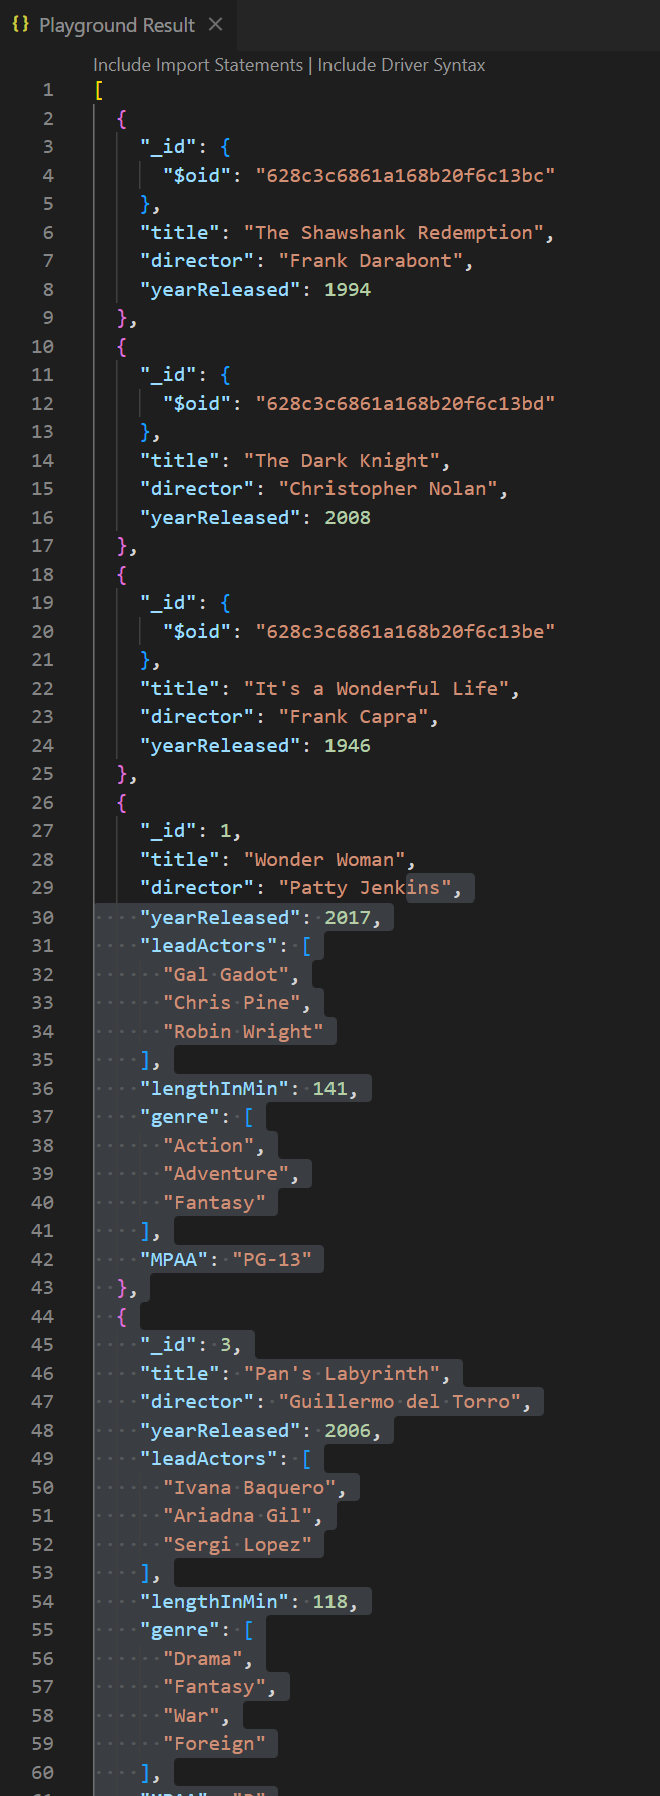 {} Playground Result ×
Include Import Statements | Include Driver Syntax
1 [
2 {
3 "_id": {
4 "$oid": "628c3c6861a168b20f6c13bc"
5 },
6 "title": "The Shawshank Redemption",
7 "director": "Frank Darabont",
8 "yearReleased": 1994
9 },
10 {
11 "_id": {
12 "$oid": "628c3c6861a168b20f6c13bd"
13 },
14 "title": "The Dark Knight",
15 "director": "Christopher Nolan",
16 "yearReleased": 2008
17 },
18 {
19 "_id": {
20 "$oid": "628c3c6861a168b20f6c13be"
21 },
22 "title": "It's a Wonderful Life",
23 "director": "Frank Capra",
24 "yearReleased": 1946
25 },
26 {
27 "_id": 1,
28 "title": "Wonder Woman",
29 "director": "Patty Jenkins",
30 "yearReleased": 2017,
31 "leadActors": [
32 "Gal Gadot",
33 "Chris Pine",
34 "Robin Wright"
35 ],
36 "lengthInMin": 141,
37 "genre": [
38 "Action",
39 "Adventure",
40 "Fantasy"
41 ],
42 "MPAA": "PG-13"
43 },
44 {
45 "_id": 3,
46 "title": "Pan's Labyrinth",
47 "director": "Guillermo del Torro",
48 "yearReleased": 2006,
49 "leadActors": [
50 "Ivana Baquero",
51 "Ariadna Gil",
52 "Sergi Lopez"
53 ],
54 "lengthInMin": 118,
55 "genre": [
56 "Drama",
57 "Fantasy",
58 "War",
59 "Foreign"
60 ],